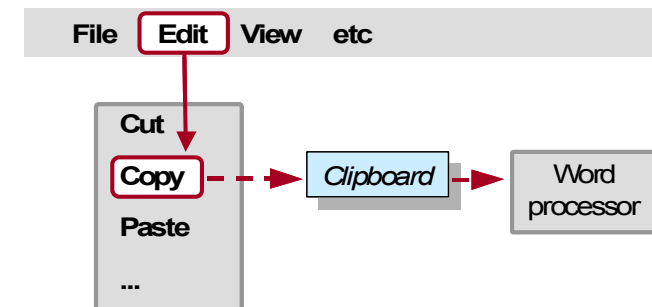 File Edit View etc
Cut
Copy
Clipboard
Word
processor
Paste
...